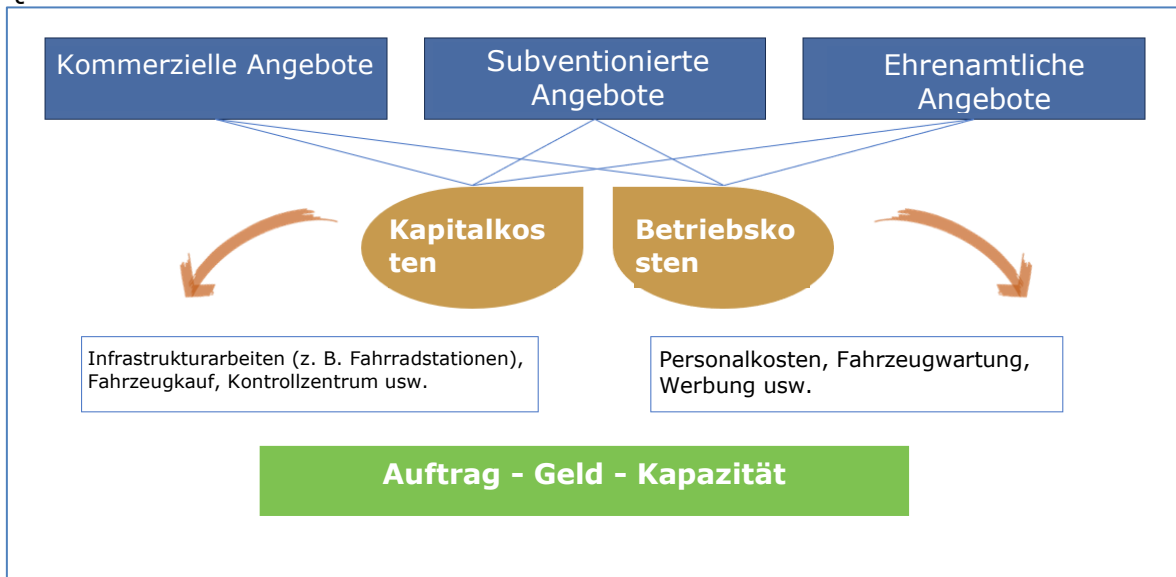 Kommerzielle Angebote
Subventionierte
Angebote
Ehrenamtliche
Angebote
Kapitalkos
ten
Betriebsko
sten
Infrastrukturarbeiten (z. B. Fahrradstationen),
Fahrzeugkauf, Kontrollzentrum usw.
Personalkosten, Fahrzeugwartung,
Werbung usw.
Auftrag - Geld - Kapazität